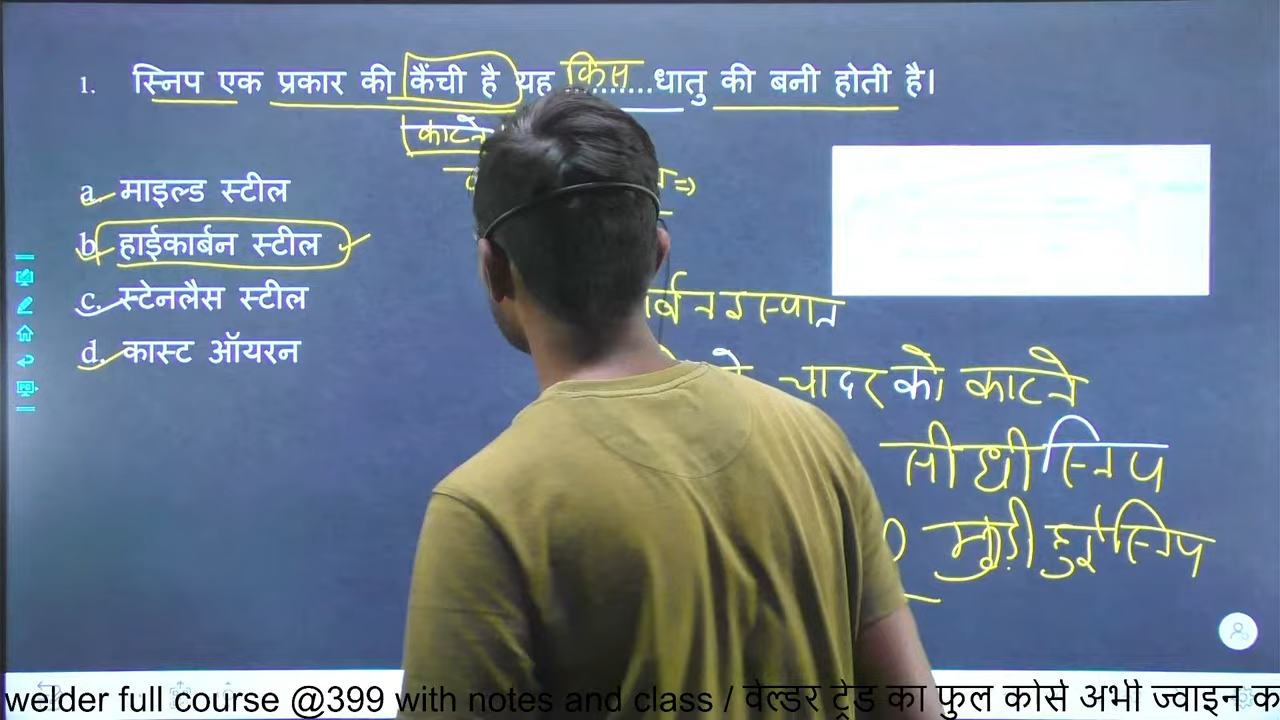 1. स्निप एक प्रकार की कैंची है यह किस..........धातु की बनी होती है।
काटने
a. माइल्ड स्टील
b. हाईकार्बन स्टील
c. स्टेनलैस स्टील
d. कास्ट ऑयरन
चादर को काटने
सीधी स्निप
मुड़ी हुई स्निप
welder full course @399 with notes and class / वेल्डर ट्रेड का फुल कोर्स अभी ज्वाइन क